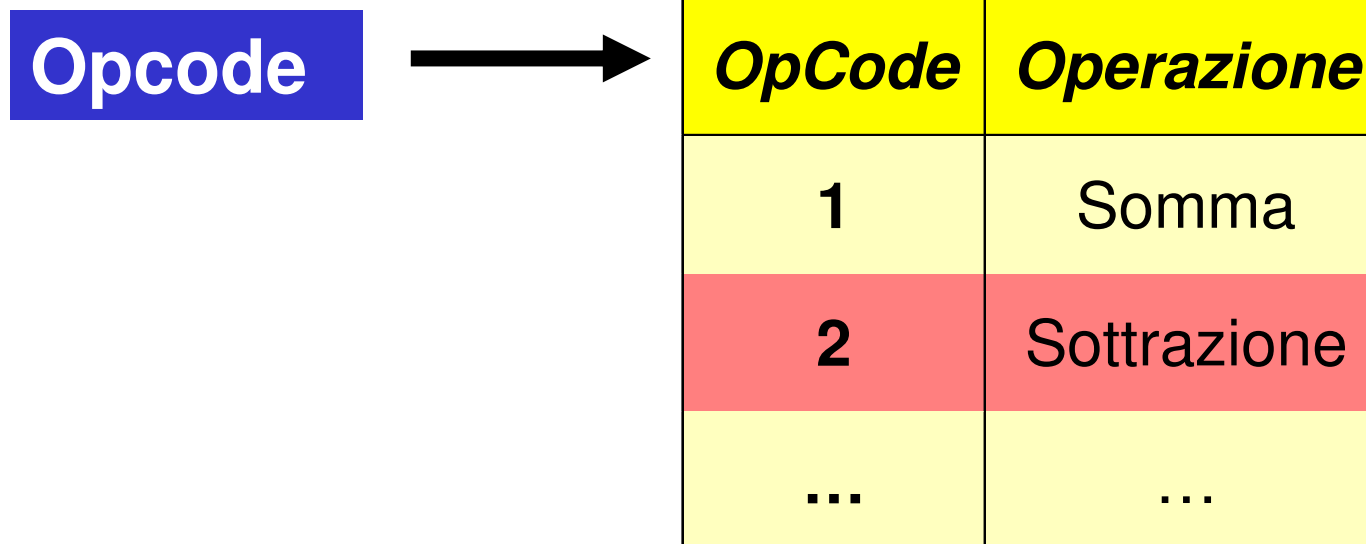 Opcode
OpCode Operazione
1 Somma
2 Sottrazione
... ...